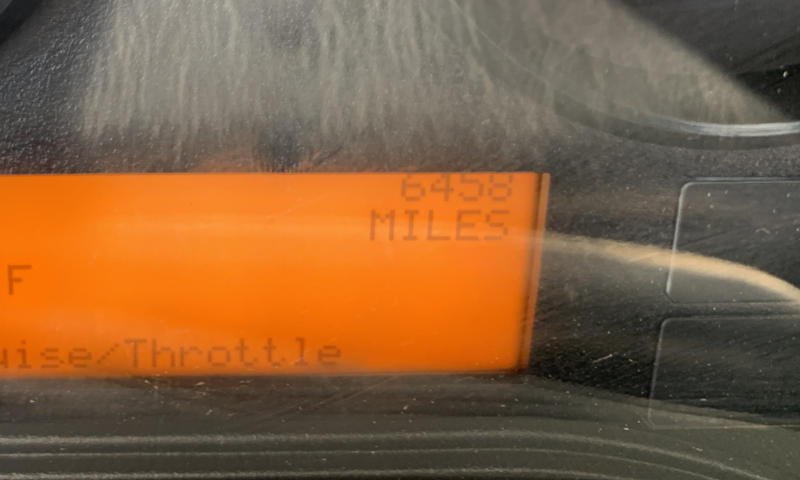 6458
MILES
F
uise/Throttle